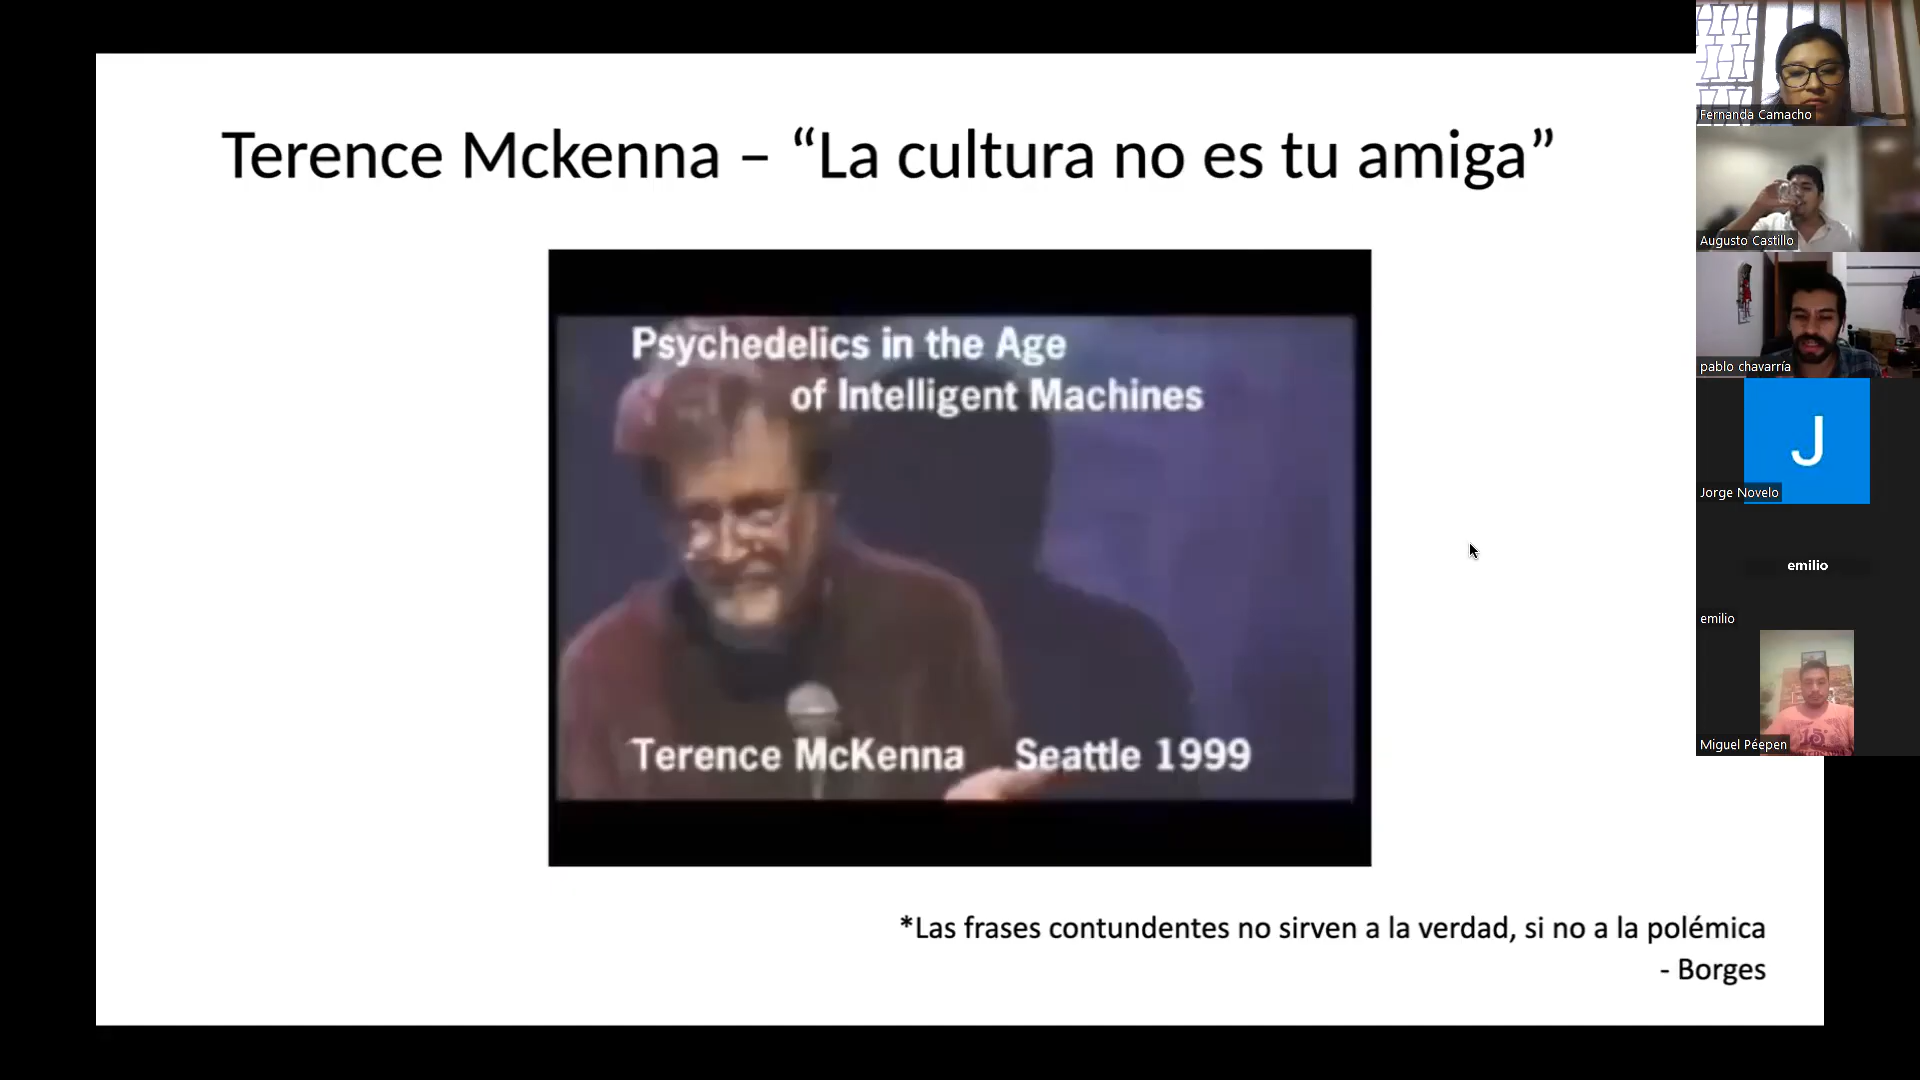 Terence Mckenna – “La cultura no es tu amiga”
Psychedelics in the Age
of Intelligent Machines
Terence McKenna Seattle 1999
*Las frases contundentes no sirven a la verdad, si no a la polémica
- Borges
Fernanda Camacho
Augusto Castillo
pablo chavarría
J
Jorge Novelo
emilio
emilio
15
Miguel Péepen